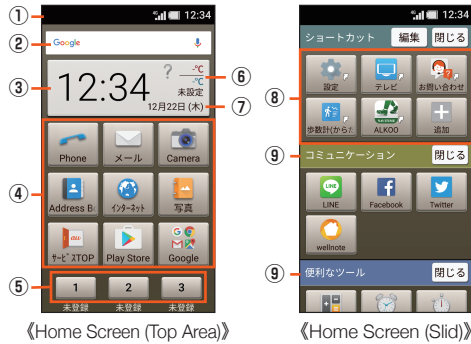 ① 4G 12:34
② Google
③ 12:34 ? --℃ --℃ ⑥
未設定
12月22日 (木) ⑦
④
Phone メール Camera
Address Bo インターネット 写真
au
サービスTOP Play Store Google
⑤ 1 2 3
未登録 未登録 未登録
《Home Screen (Top Area)》
4G 12:34
ショートカット 編集 閉じる
⑧
設定 テレビ お問い合わせ
歩数計(からだ ALKOO 追加
⑨ コミュニケーション 閉じる
LINE
LINE Facebook Twitter
wellnote
⑨ 便利なツール 閉じる
《Home Screen (Slid)》